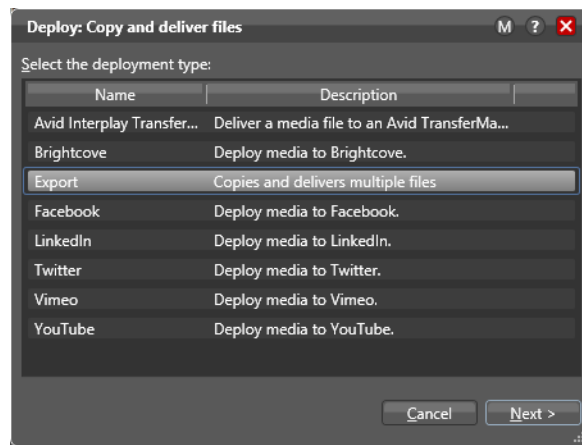 Deploy: Copy and deliver files M ?
Select the deployment type:
Name Description
Avid Interplay Transfer... Deliver a media file to an Avid TransferMa...
Brightcove Deploy media to Brightcove.
Export Copies and delivers multiple files
Facebook Deploy media to Facebook.
LinkedIn Deploy media to LinkedIn.
Twitter Deploy media to Twitter.
Vimeo Deploy media to Vimeo.
YouTube Deploy media to YouTube.
Cancel Next >